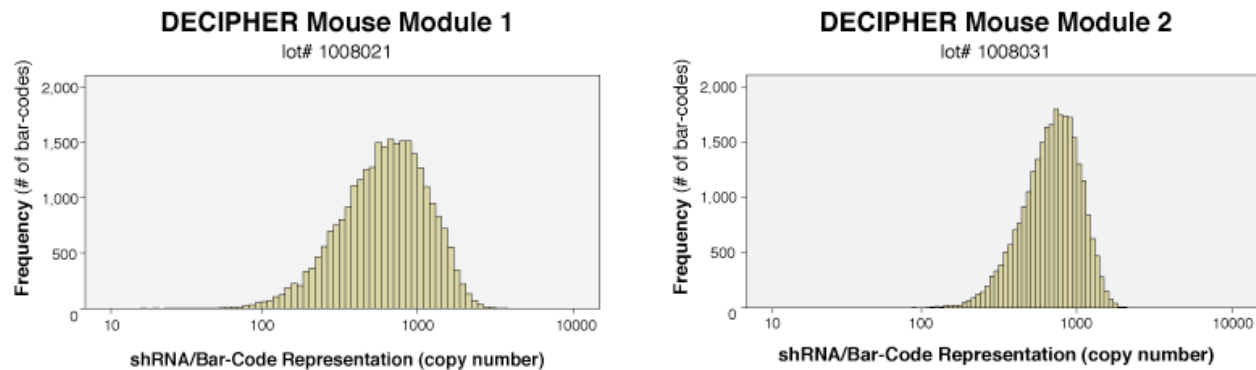 DECIPHER Mouse Module 1
lot# 1008021
Frequency (# of bar-codes)
2,000
1,500
1,000
500
0
10
100
1000
10000
shRNA/Bar-Code Representation (copy number)
DECIPHER Mouse Module 2
lot# 1008031
Frequency (# of bar-codes)
2,000
1,500
1,000
500
0
10
100
1000
10000
shRNA/Bar-Code Representation (copy number)